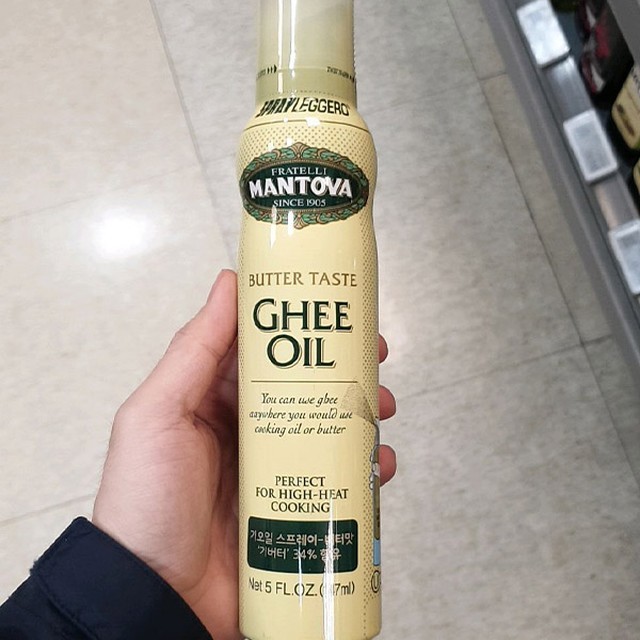 SPRAYLEGGERO
FRATELLI
MANTOVA
SINCE 1905
BUTTER TASTE
GHEE
OIL
You can use ghee
anywhere you would use
cooking oil or butter
PERFECT
FOR HIGH-HEAT
COOKING
기오일 스프레이-버터맛
'기버터' 34% 함유
Net 5 FL.OZ.(147ml)